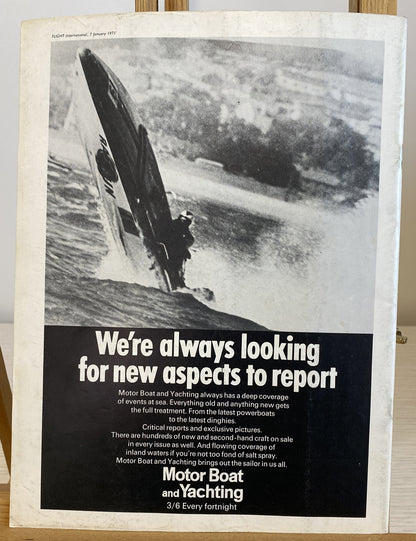 FLIGHT International, 7 January 1971
We're always looking
for new aspects to report
Motor Boat and Yachting always has a deep coverage
of events at sea. Everything old and anything new gets
the full treatment. From the latest powerboats
to the latest dinghies.
Critical reports and exclusive pictures.
There are hundreds of new and second-hand craft on sale
in every issue as well. And flowing coverage of
inland waters if you're not too fond of salt spray.
Motor Boat and Yachting brings out the sailor in us all.
Motor Boat
and Yachting
3/6 Every fortnight